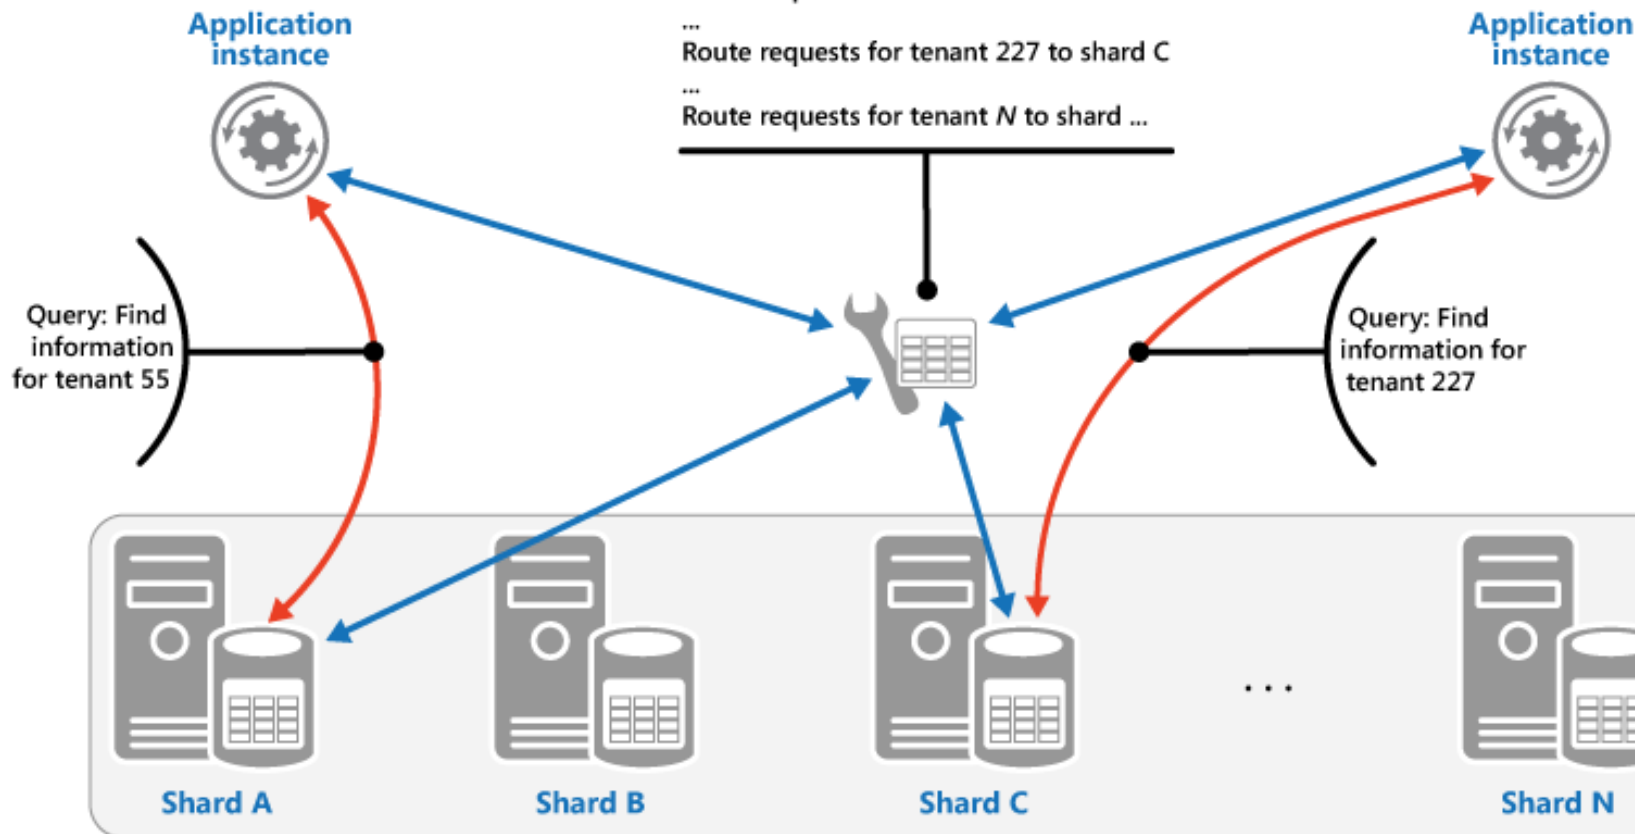 Application
instance
...
Route requests for tenant 227 to shard C
...
Route requests for tenant N to shard ...
Application
instance
Query: Find
information
for tenant 55
Query: Find
information for
tenant 227
...
Shard A
Shard B
Shard C
Shard N